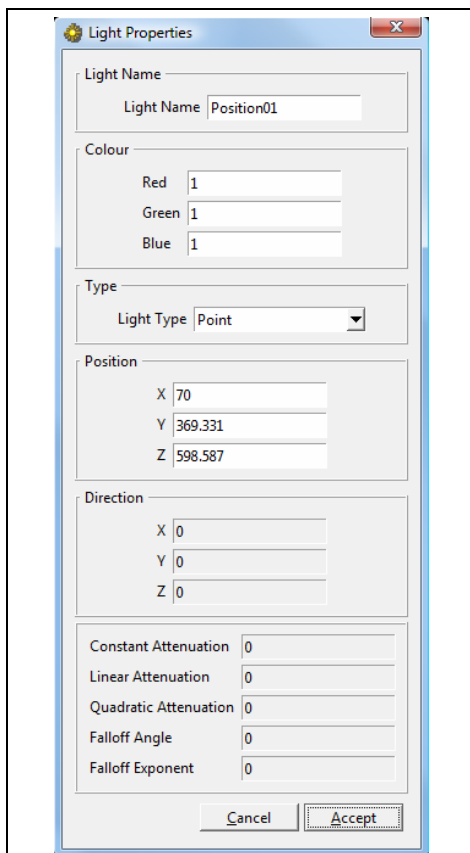 Light Properties
Light Name
Light Name Position01
Colour
Red 1
Green 1
Blue 1
Type
Light Type Point
Position
X 70
Y 369.331
Z 598.587
Direction
X 0
Y 0
Z 0
Constant Attenuation 0
Linear Attenuation 0
Quadratic Attenuation 0
Falloff Angle 0
Falloff Exponent 0
Cancel Accept